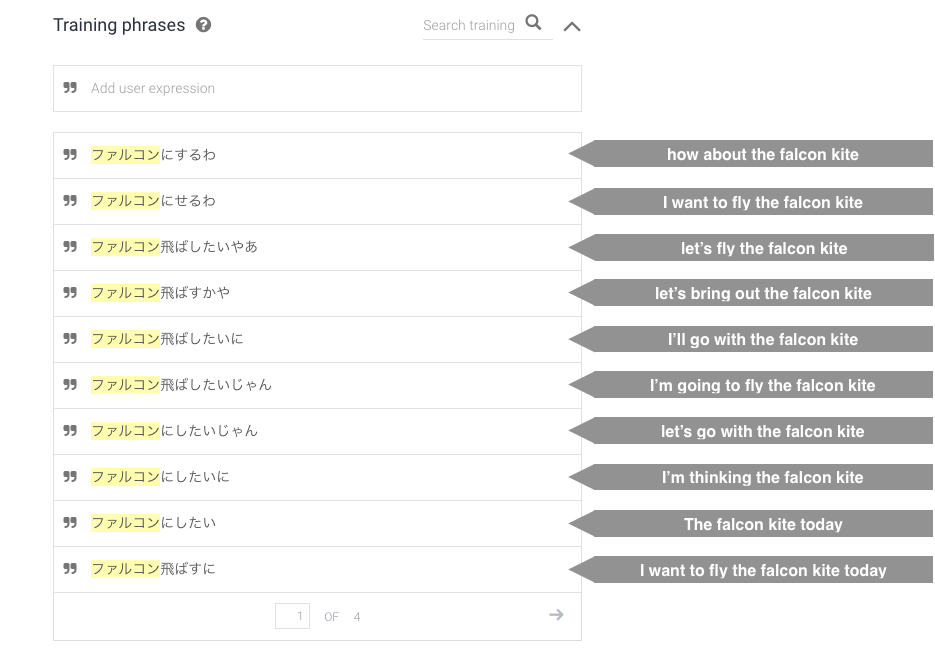 Training phrases
Search training
Add user expression
ファルコンにするわ
how about the falcon kite
ファルコンにせるわ
I want to fly the falcon kite
ファルコン飛ばしたいやあ
let's fly the falcon kite
ファルコン飛ばすかや
let's bring out the falcon kite
ファルコン飛ばしたいに
I'll go with the falcon kite
ファルコン飛ばしたいじゃん
I'm going to fly the falcon kite
ファルコンにしたいじゃん
let's go with the falcon kite
ファルコンにしたいに
I'm thinking the falcon kite
ファルコンにしたい
The falcon kite today
ファルコン飛ばすに
I want to fly the falcon kite today
1 OF 4